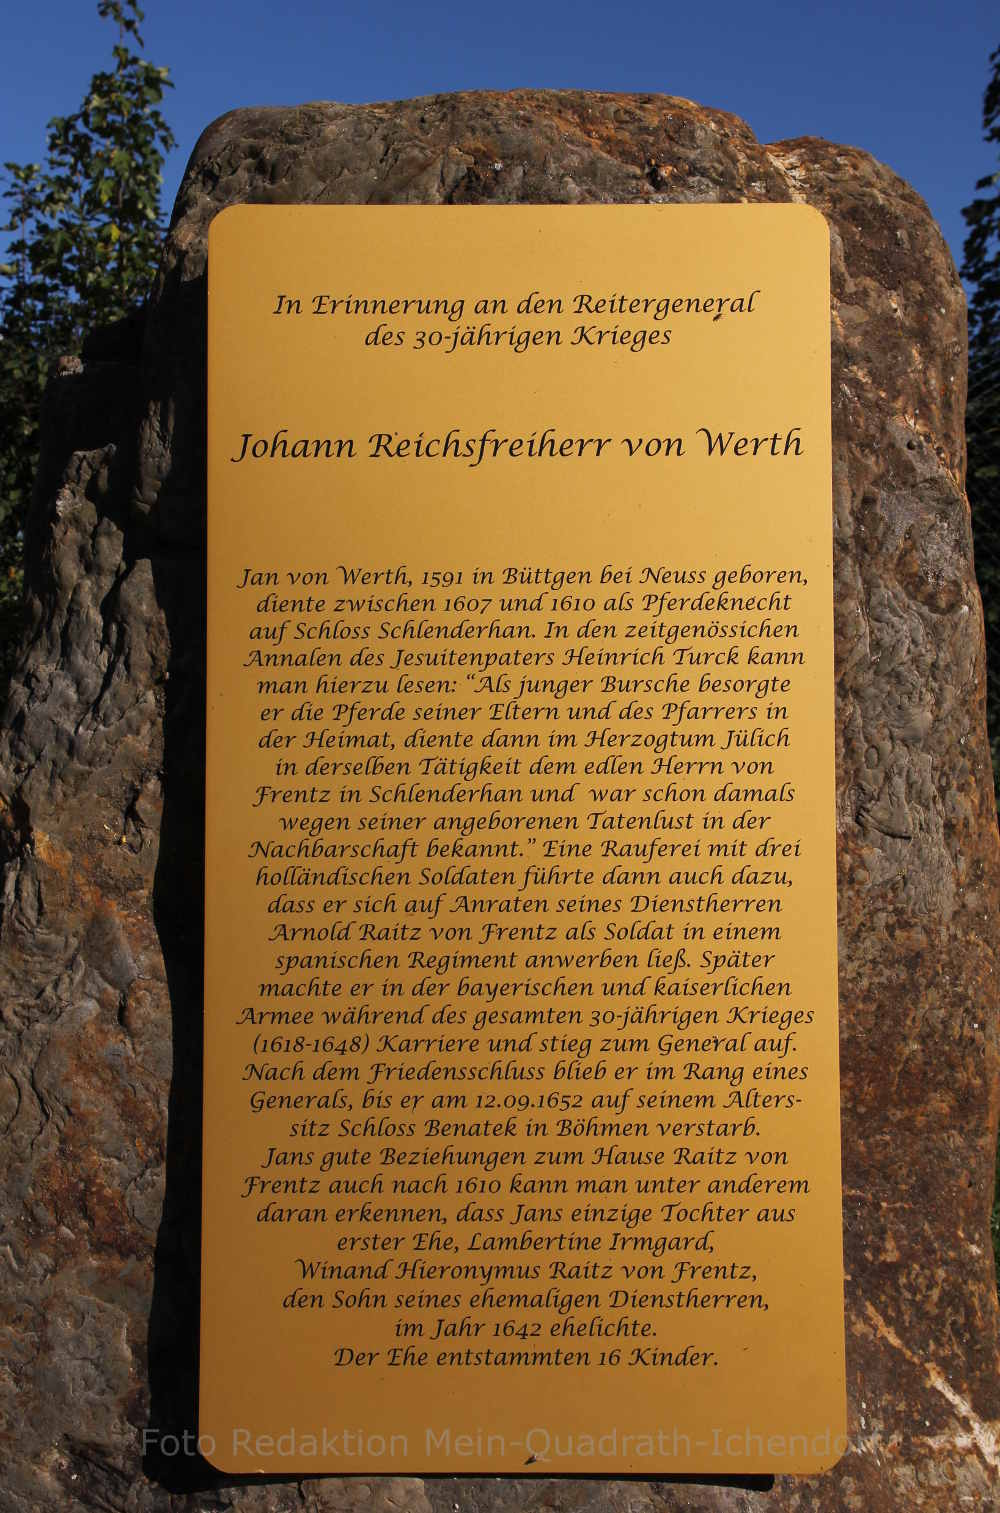 In Erinnerung an den Reitergeneral
des 30-jährigen Krieges
Johann Reichsfreiherr von Werth
Jan von Werth, 1591 in Büttgen bei Neuss geboren,
diente zwischen 1607 und 1610 als Pferdeknecht
auf Schloss Schlenderhan. In den zeitgenössichen
Annalen des Jesuitenpaters Heinrich Turck kann
man hierzu lesen: "Als junger Bursche besorgte
er die Pferde seiner Eltern und des Pfarrers in
der Heimat, diente dann im Herzogtum Jülich
in derselben Tätigkeit dem edlen Herrn von
Frentz in Schlenderhan und war schon damals
wegen seiner angeborenen Tatenlust in der
Nachbarschaft bekannt." Eine Rauferei mit drei
holländischen Soldaten führte dann auch dazu,
dass er sich auf Anraten seines Dienstherren
Arnold Raitz von Frentz als Soldat in einem
spanischen Regiment anwerben ließ. Später
machte er in der bayerischen und kaiserlichen
Armee während des gesamten 30-jährigen Krieges
(1618-1648) Karriere und stieg zum General auf.
Nach dem Friedensschluss blieb er im Rang eines
Generals, bis er am 12.09.1652 auf seinem Alters-
sitz Schloss Benatek in Böhmen verstarb.
Jans gute Beziehungen zum Hause Raitz von
Frentz auch nach 1610 kann man unter anderem
daran erkennen, dass Jans einzige Tochter aus
erster Ehe, Lambertine Irmgard,
Winand Hieronymus Raitz von Frentz,
den Sohn seines ehemaligen Dienstherren,
im Jahr 1642 ehelichte.
Der Ehe entstammten 16 Kinder.
Foto Redaktion Mein-Quadrath-Ichendorf